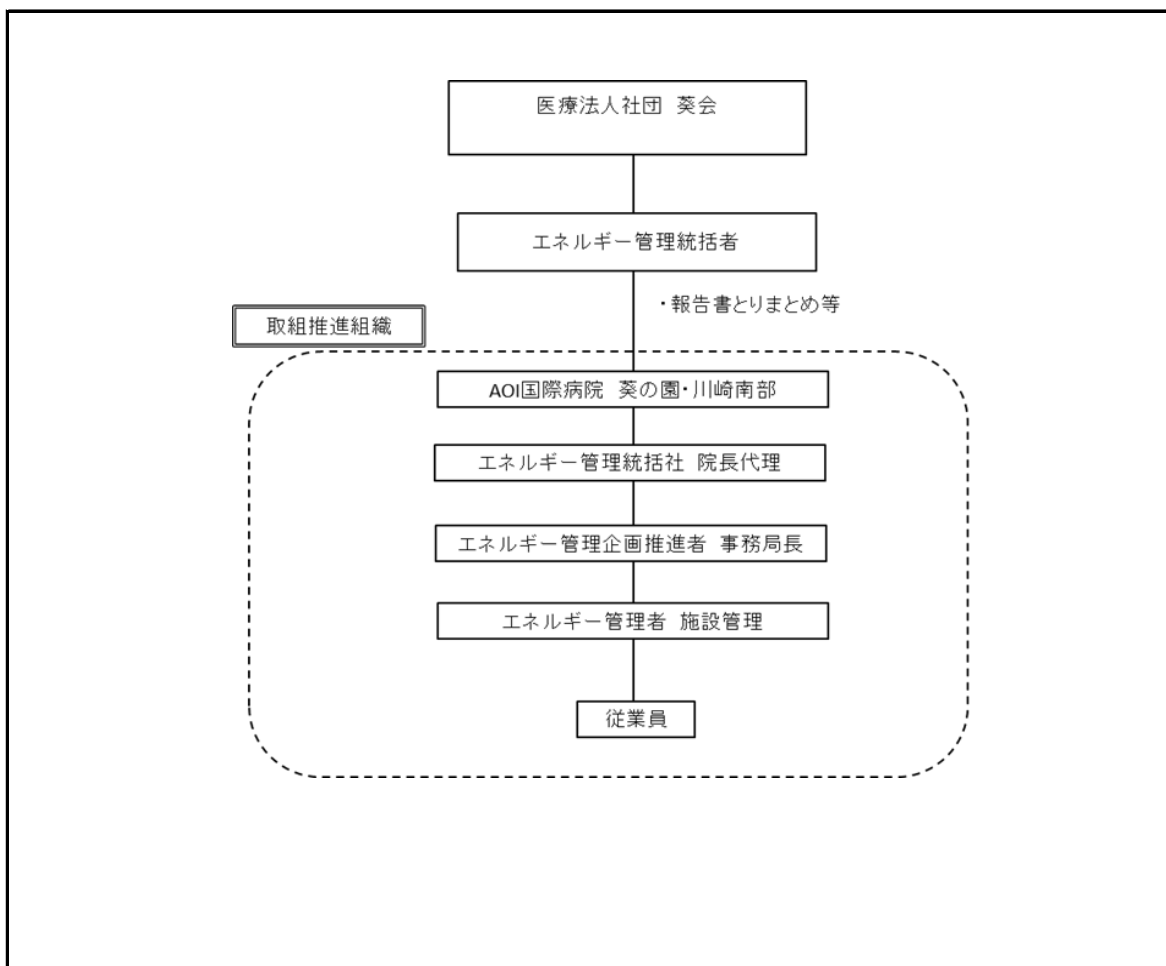 医療法人社団 葵会
エネルギー管理統括者
・報告書とりまとめ等
取組推進組織
AOI国際病院 葵の園・川崎南部
エネルギー管理統括社 院長代理
エネルギー管理企画推進者 事務局長
エネルギー管理者 施設管理
従業員